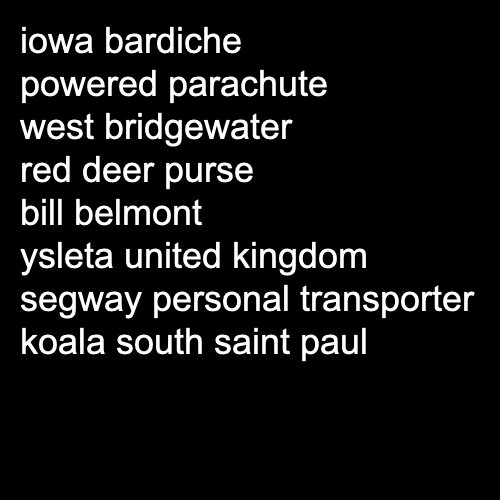 iowa bardiche
powered parachute
west bridgewater
red deer purse
bill belmont
ysleta united kingdom
segway personal transporter
koala south saint paul